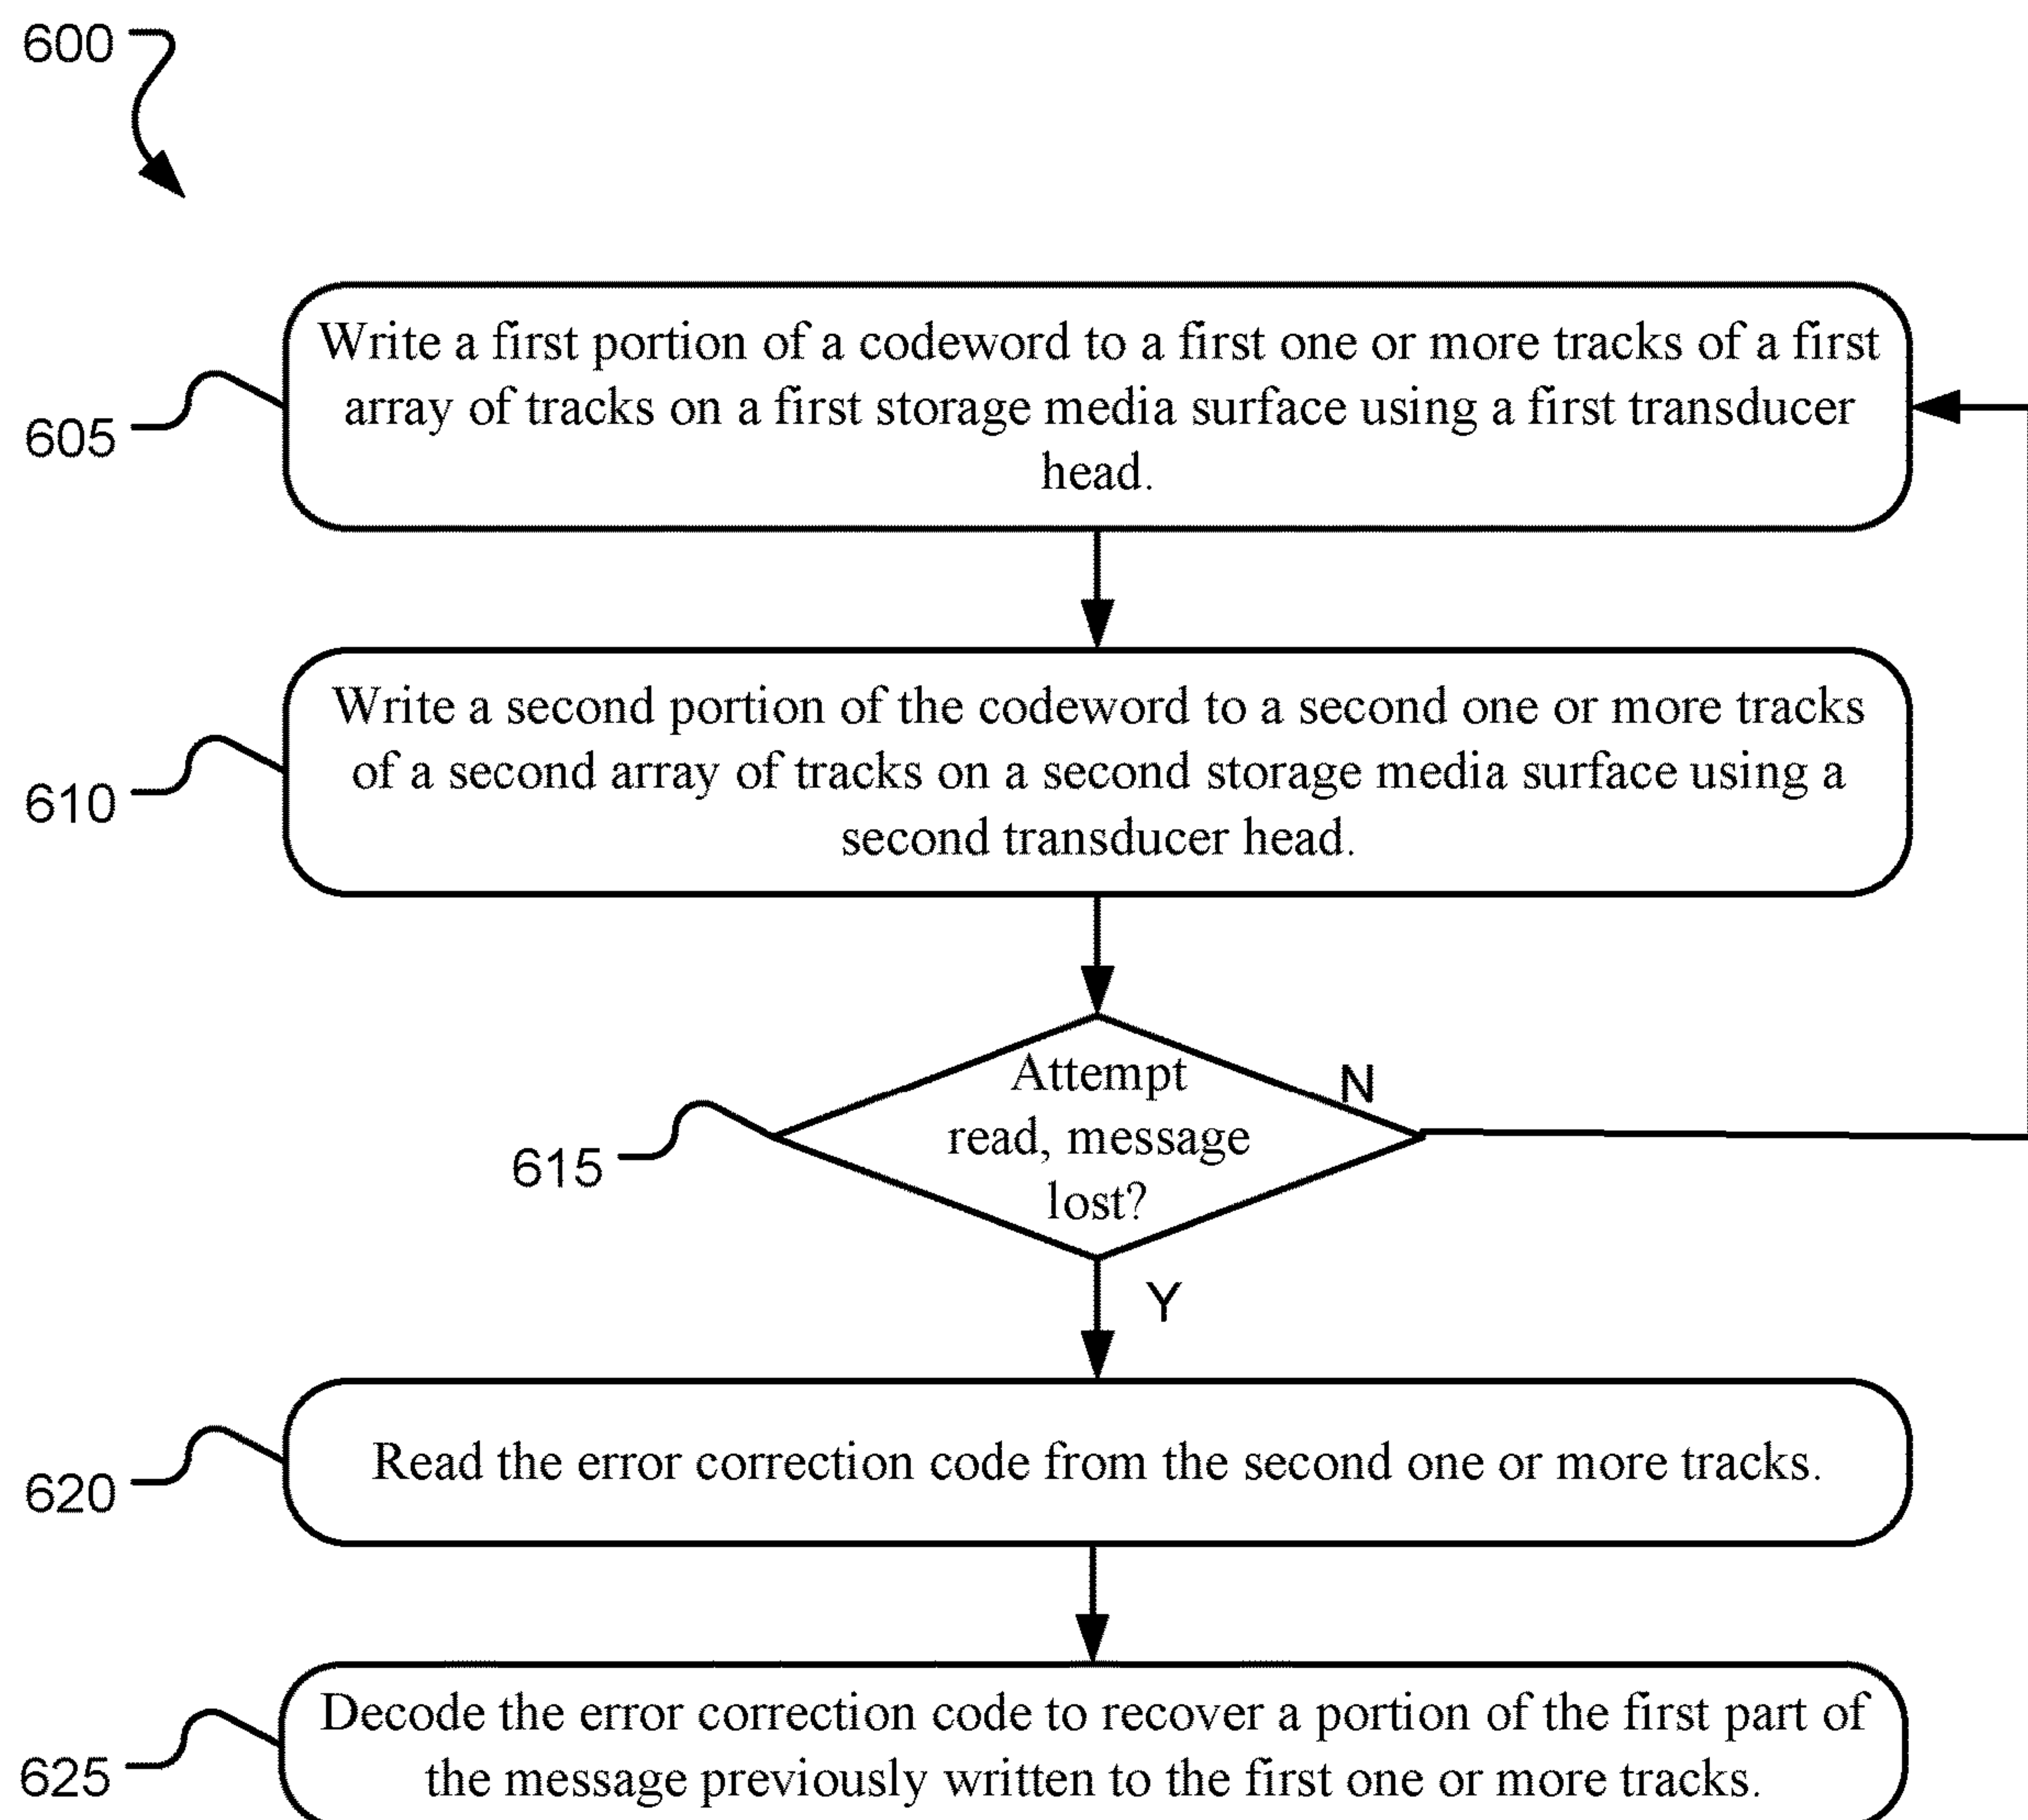 600
Write a first portion of a codeword to a first one or more tracks of a first
array of tracks on a first storage media surface using a first transducer
head.
605
Write a second portion of the codeword to a second one or more tracks
of a second array of tracks on a second storage media surface using a
second transducer head.
610
Attempt
read, message
lost?
N
615
Y
Read the error correction code from the second one or more tracks.
620
Decode the error correction code to recover a portion of the first part of
the message previously written to the first one or more tracks.
625